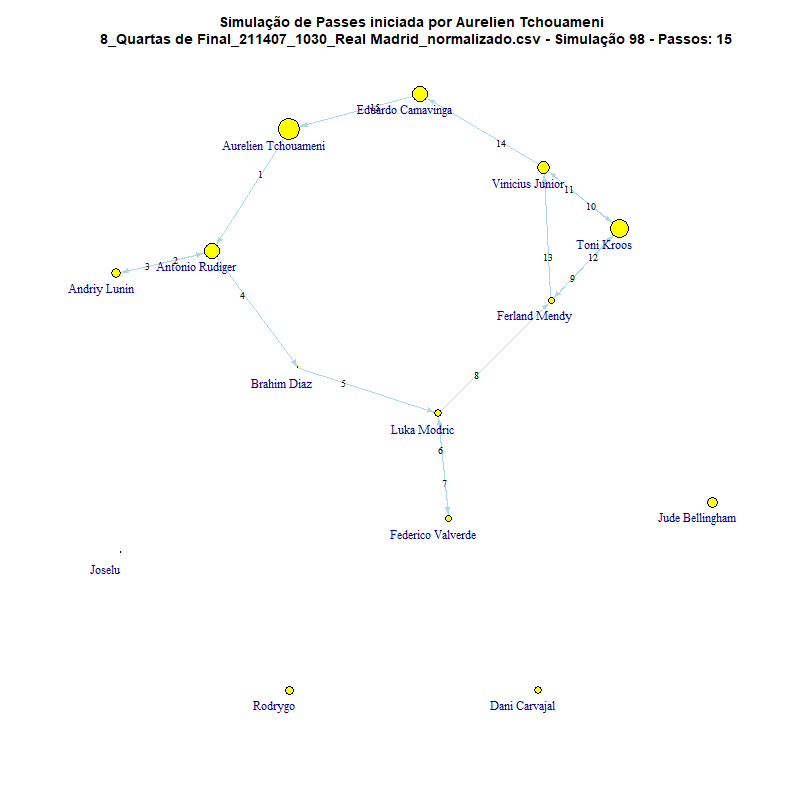 Simulação de Passes iniciada por Aurelien Tchouameni
8_Quartas de Final_211407_1030_Real Madrid_normalizado.csv - Simulação 98 - Passos: 15
15
Eduardo Camavinga
Aurelien Tchouameni
14
1
Vinicius Junior
11
10
Toni Kroos
Antonio Rudiger
2
3
13
12
Andriy Lunin
9
4
Ferland Mendy
8
Brahim Diaz
5
Luka Modric
6
7
Jude Bellingham
Federico Valverde
Joselu
Rodrygo
Dani Carvajal